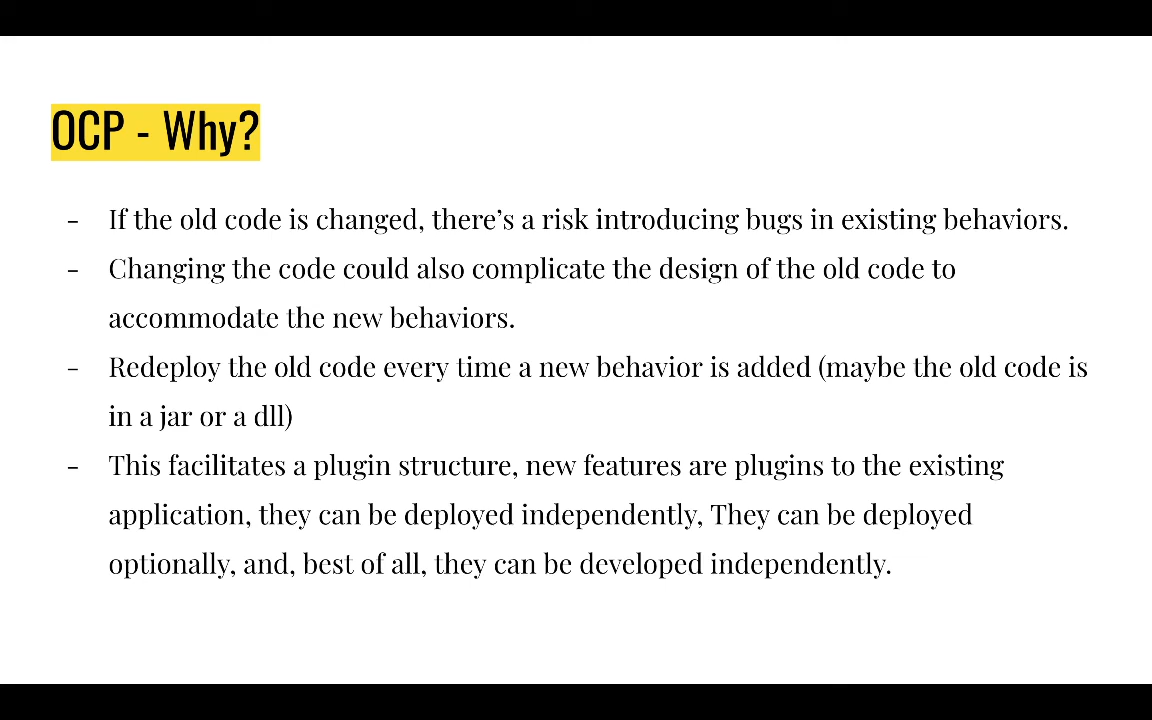 OCP - Why?
- If the old code is changed, there’s a risk introducing bugs in existing behaviors.
- Changing the code could also complicate the design of the old code to
accommodate the new behaviors.
- Redeploy the old code every time a new behavior is added (maybe the old code is
in a jar or a dll)
- This facilitates a plugin structure, new features are plugins to the existing
application, they can be deployed independently, They can be deployed
optionally, and, best of all, they can be developed independently.